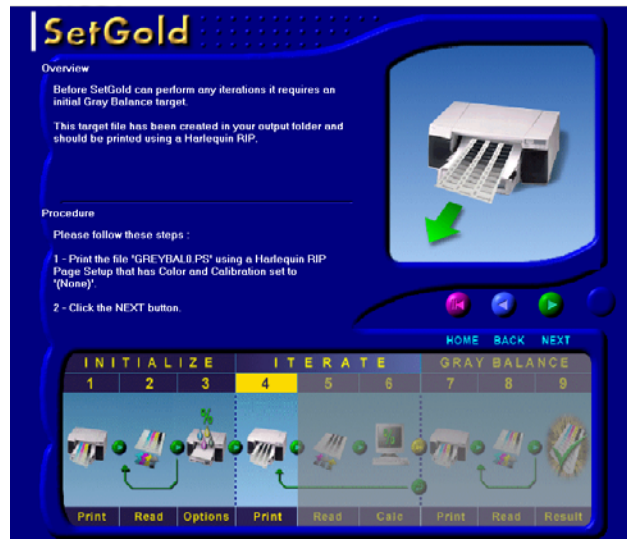 SetGold
Overview
Before SetGold can perform any iterations it requires an
initial Gray Balance target.
This target file has been created in your output folder and
should be printed using a Harlequin RIP.
Procedure
Please follow these steps :
1 - Print the file 'GREYBAL0.PS' using a Harlequin RIP
Page Setup that has Color and Calibration set to
'(None)'.
2 - Click the NEXT button.
HOME BACK NEXT
INITIALIZE ITERATE GRAY BALANCE
1 2 3 4 5 6 7 8 9
Print Read Options Print Read Calc Print Read Result